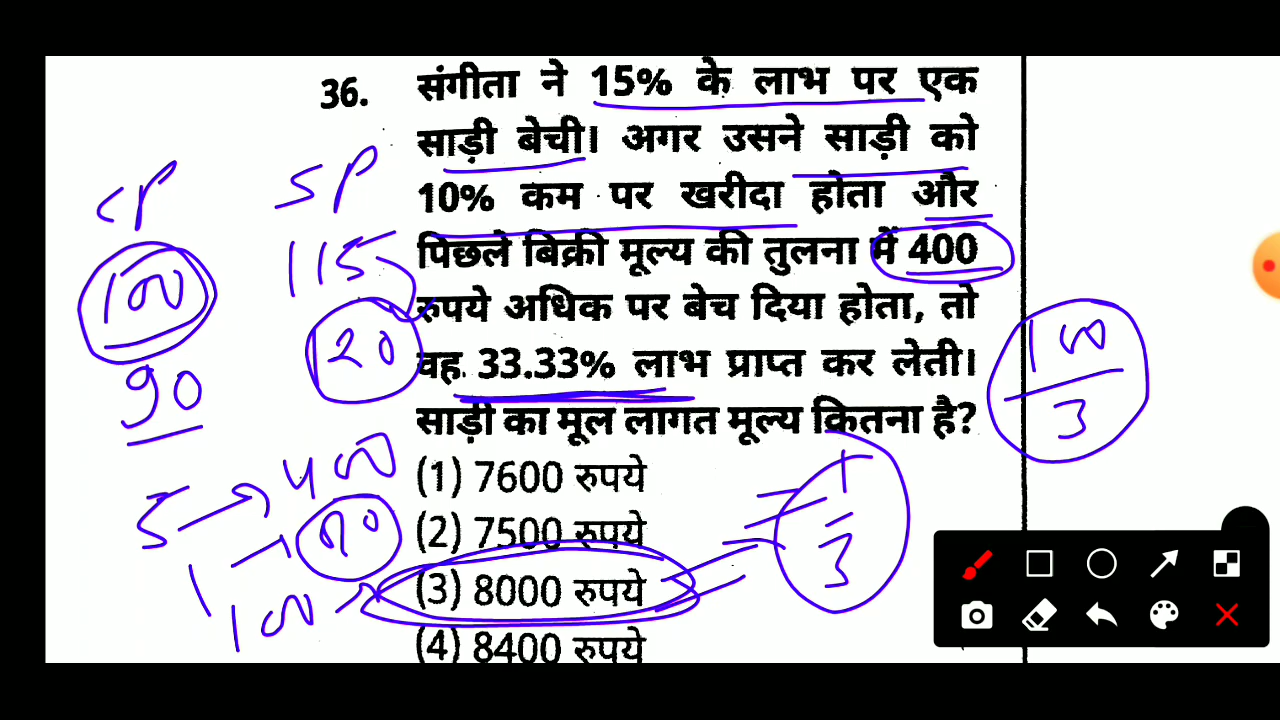 36. संगीता ने 15% के लाभ पर एक
साड़ी बेची। अगर उसने साड़ी को
10% कम पर खरीदा होता और
पिछले बिक्री मूल्य की तुलना में 400
रुपये अधिक पर बेच दिया होता, तो
वह 33.33% लाभ प्राप्त कर लेती।
साड़ी का मूल लागत मूल्य कितना है?
(1) 7600 रुपये
(2) 7500 रुपये
(3) 8000 रुपये
(4) 8400 रुपये
CP SP
100 115
90 120
5 → 400
1 → 80
100 →
1
3
100
3